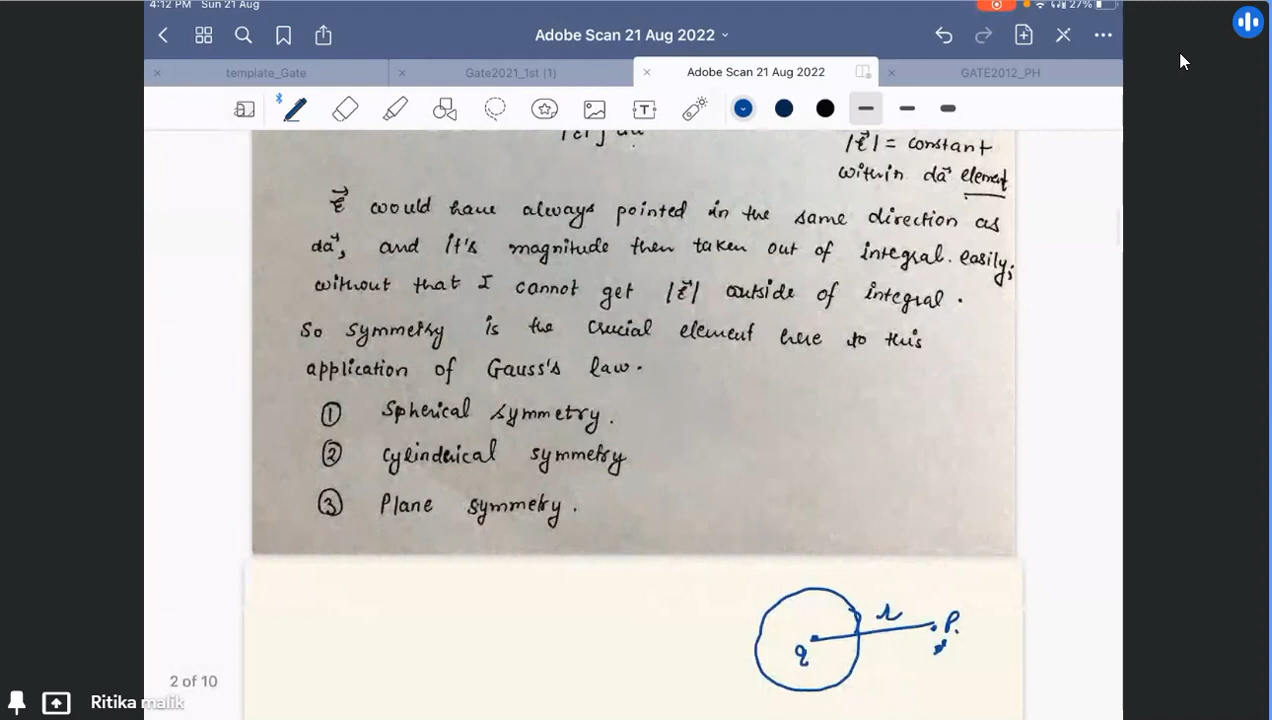 4:12 PM Sun 21 Aug
27%
Adobe Scan 21 Aug 2022
template_Gate
Gate2021_1st (1)
Adobe Scan 21 Aug 2022
GATE2012_PH
|E⃗| = constant
within da⃗ element
E⃗ would have always pointed in the same direction as
da⃗, and it's magnitude then taken out of integral. easily;
without that I cannot get |E⃗| outside of integral.
So symmetry is the crucial element here to this
application of Gauss's law.
① Spherical symmetry.
② cylinderical symmetry
③ Plane symmetry.
r
P.
q
2 of 10
Ritika malik